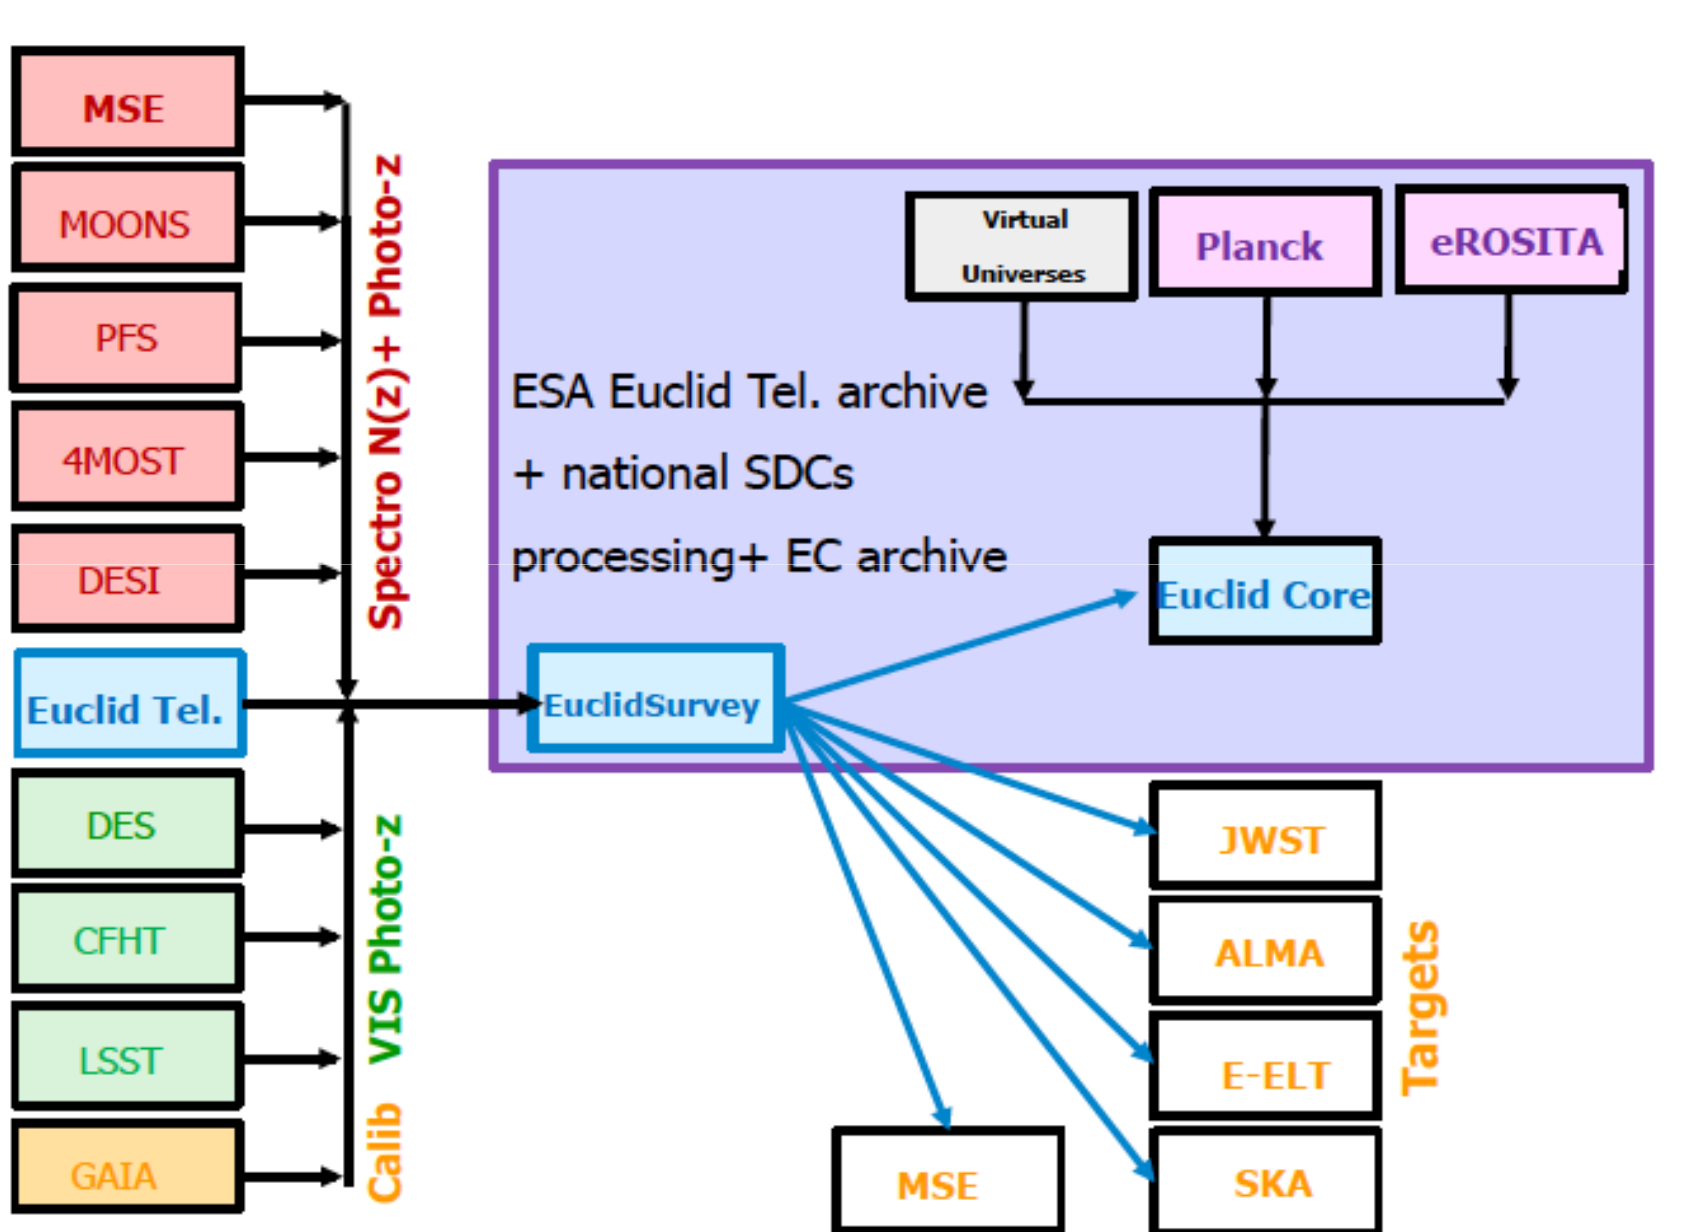 MSE
MOONS
PFS
4MOST
DESI
Euclid Tel.
DES
CFHT
LSST
GAIA
Spectro N(z)+ Photo-z
VIS Photo-z
Calib
Virtual
Universes
Planck
eROSITA
ESA Euclid Tel. archive
+ national SDCs
processing+ EC archive
Euclid Core
EuclidSurvey
JWST
ALMA
E-ELT
SKA
MSE
Targets